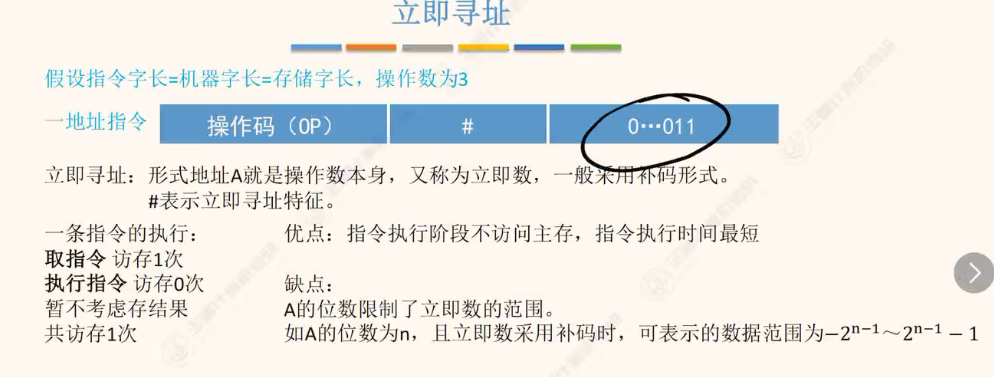 立即寻址
假设指令字长=机器字长=存储字长，操作数为3
一地址指令 操作码（OP） # 0…011
立即寻址：形式地址A就是操作数本身，又称为立即数，一般采用补码形式。
#表示立即寻址特征。
一条指令的执行： 优点：指令执行阶段不访问主存，指令执行时间最短
取指令 访存1次
执行指令 访存0次 缺点：
暂不考虑存结果 A的位数限制了立即数的范围。
共访存1次 如A的位数为n，且立即数采用补码时，可表示的数据范围为−2ⁿ⁻¹～2ⁿ⁻¹ − 1